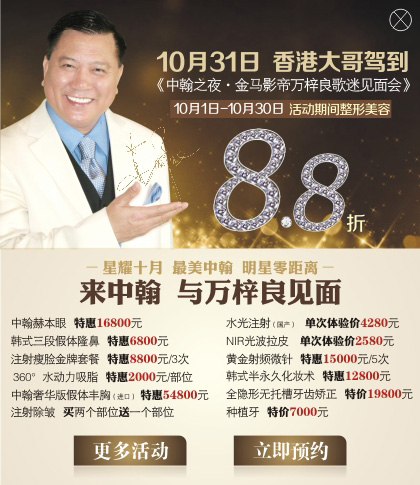 10月31日 香港大哥驾到
《中翰之夜·金马影帝万梓良歌迷见面会》
10月1日-10月30日 活动期间整形美容
8.8折
星耀十月 最美中翰 明星零距离
来中翰 与万梓良见面
中翰赫本眼 特惠16800元
韩式三段假体隆鼻 特惠6800元
注射瘦脸金牌套餐 特惠8800元/3次
360°水动力吸脂 特惠2000元/部位
中翰奢华版假体丰胸(进口) 特惠54800元
注射除皱 买两个部位送一个部位
水光注射(国产) 单次体验价4280元
NIR光波拉皮 单次体验价2580元
黄金射频微针 特惠15000元/5次
韩式半永久化妆术 特惠12800元
全隐形无托槽牙齿矫正 特价19800元
种植牙 特价7000元
更多活动 立即预约